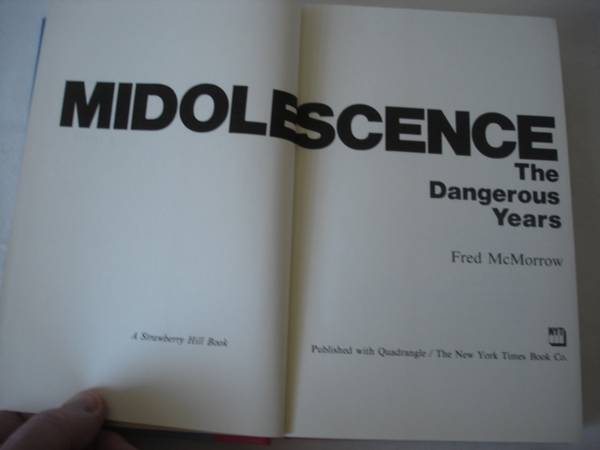 MIDOLESCENCE
The
Dangerous
Years
Fred McMorrow
A Strawberry Hill Book
Published with Quadrangle / The New York Times Book Co.